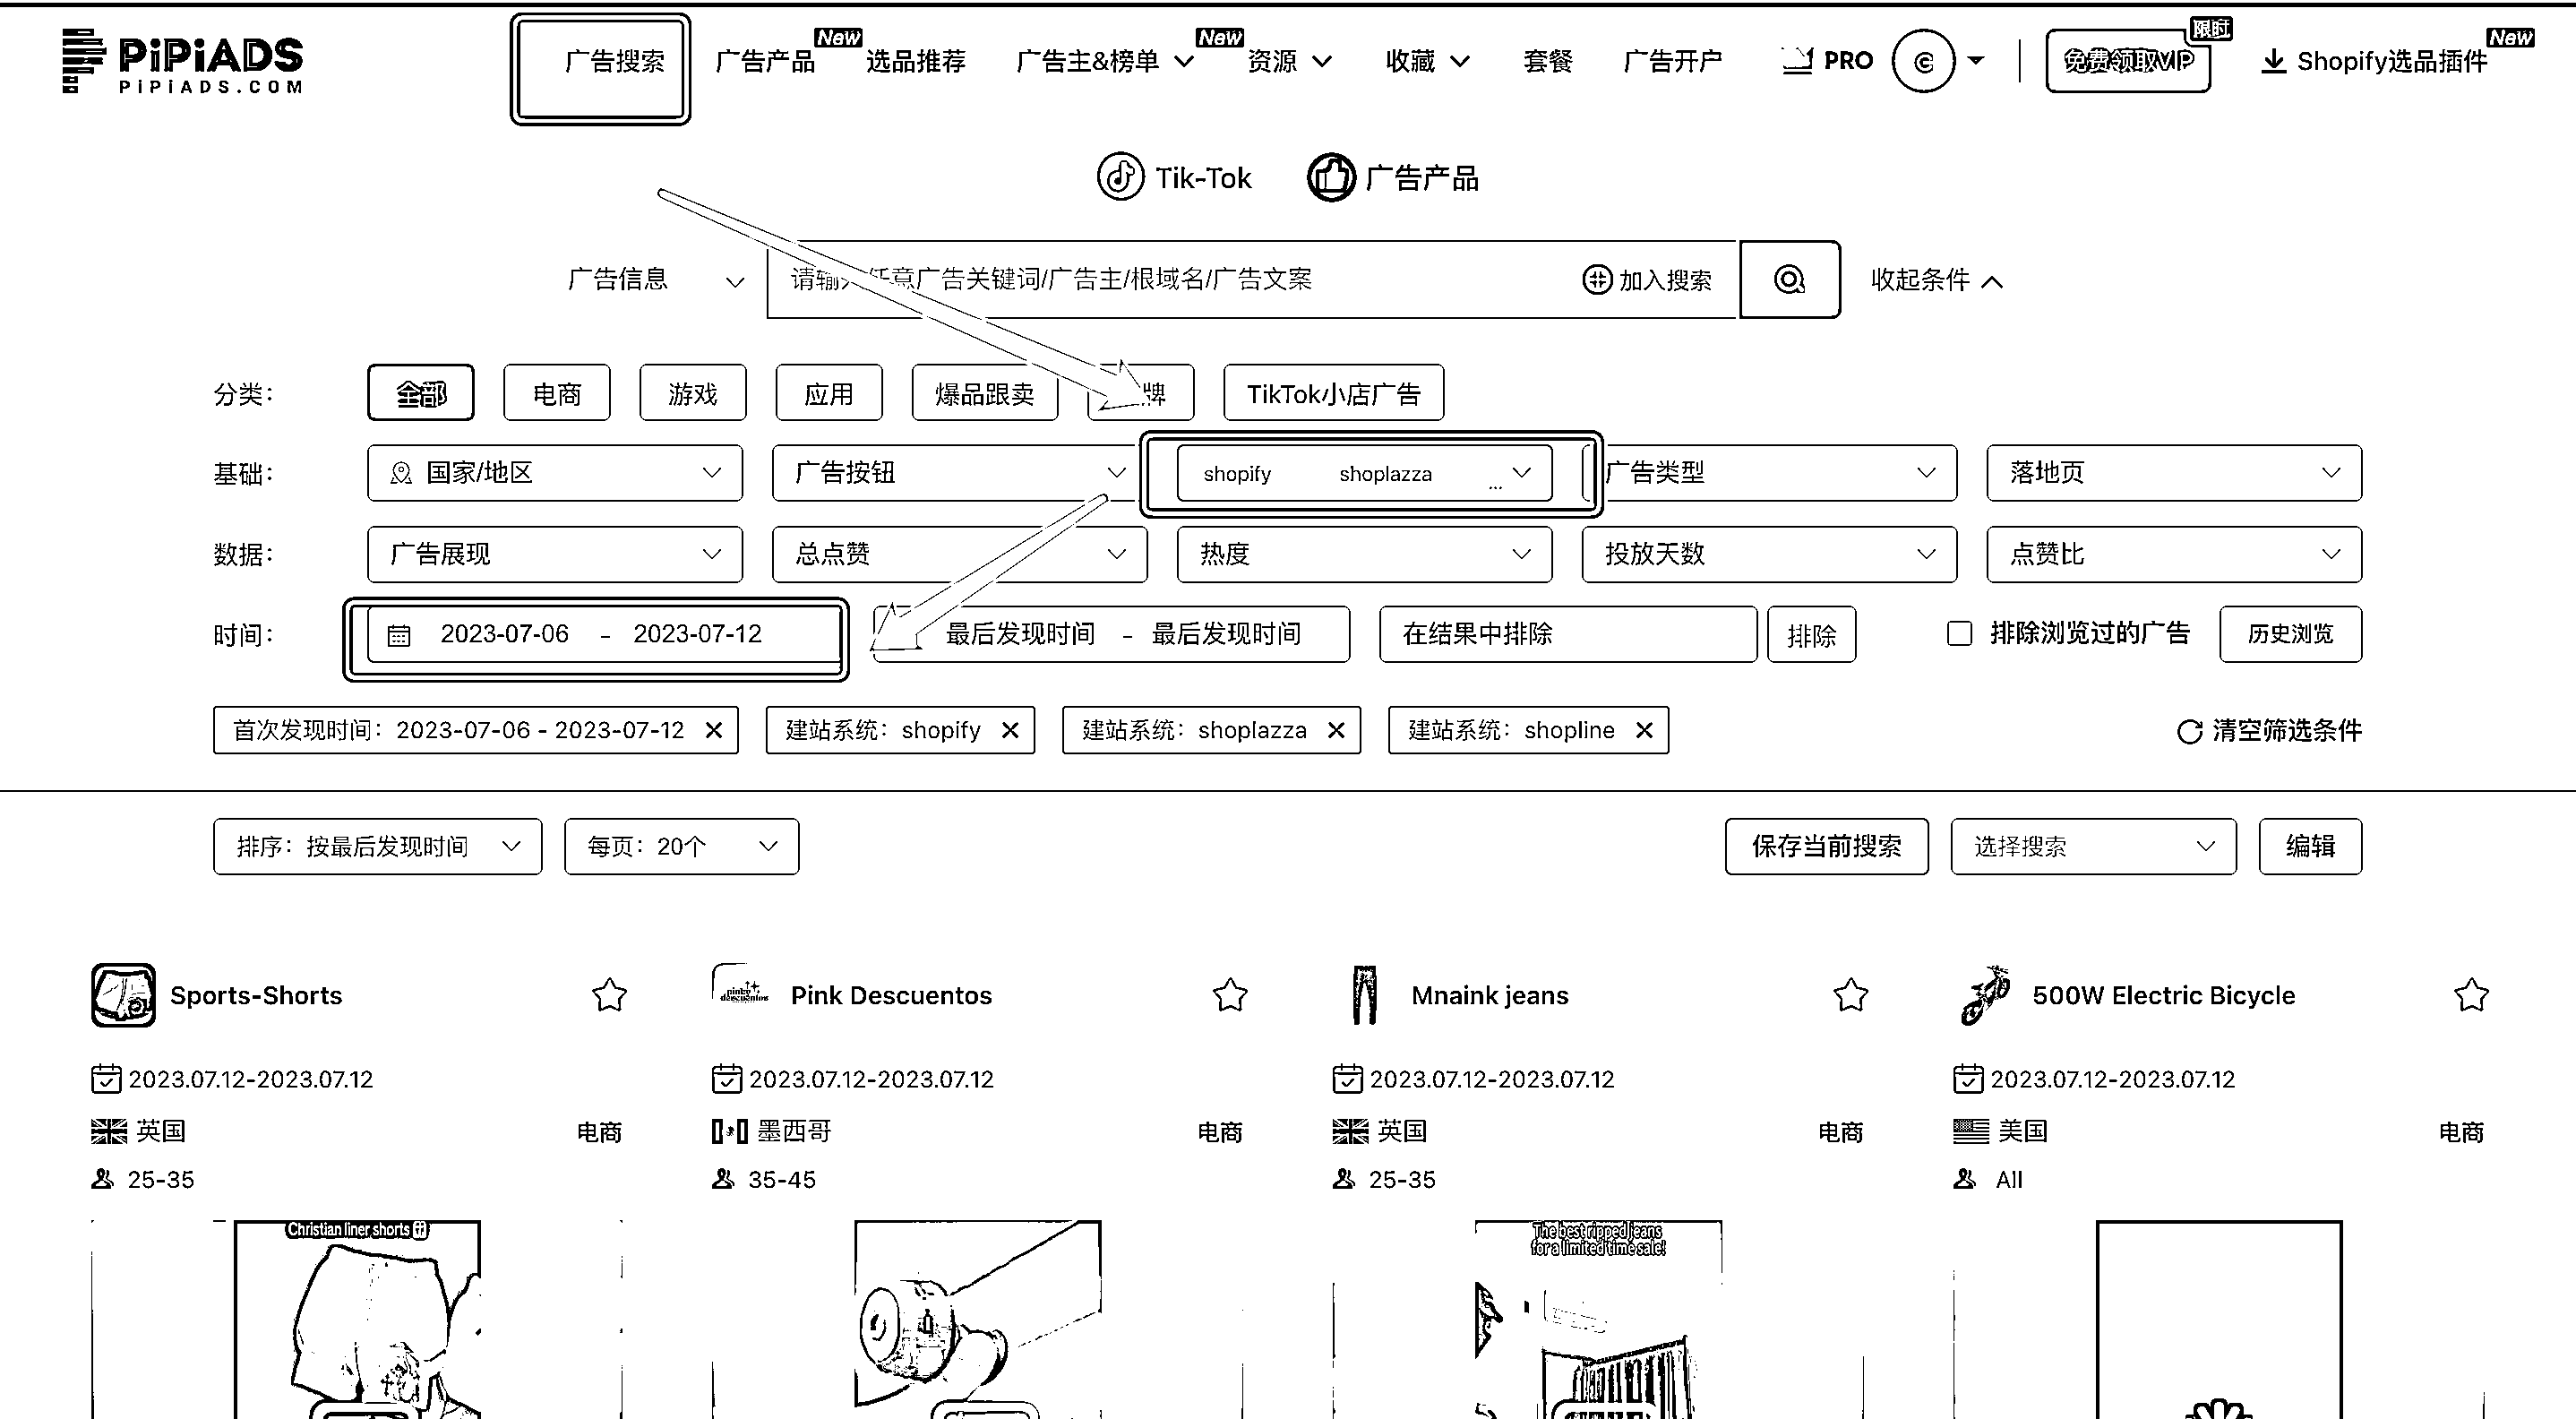 PiPiADS
PiPiADS.COM
广告搜索
广告产品 New
选品推荐
广告主&榜单 New
资源
收藏
套餐
广告开户
PRO
免费领取VIP 限时
Shopify选品插件 New
Tik-Tok 广告产品
广告信息 请输 任意广告关键词/广告主/根域名/广告文案 加入搜索 收起条件
分类： 全部 电商 游戏 应用 爆品跟卖 牌 TikTok小店广告
基础： 国家/地区 广告按钮 shopify shoplazza ... 广告类型 落地页
数据： 广告展现 总点赞 热度 投放天数 点赞比
时间： 2023-07-06 - 2023-07-12 最后发现时间 - 最后发现时间 在结果中排除 排除 排除浏览过的广告 历史浏览
首次发现时间：2023-07-06 - 2023-07-12 建站系统：shopify 建站系统：shoplazza 建站系统：shopline 清空筛选条件
排序：按最后发现时间 每页：20个 保存当前搜索 选择搜索 编辑
Sports-Shorts
2023.07.12-2023.07.12
英国 电商
25-35
Christian liner shorts
pinky descuentos
Pink Descuentos
2023.07.12-2023.07.12
墨西哥 电商
35-45
Mnaink jeans
2023.07.12-2023.07.12
英国 电商
25-35
The best ripped jeans
for a limited time sale!
500W Electric Bicycle
2023.07.12-2023.07.12
美国 电商
All